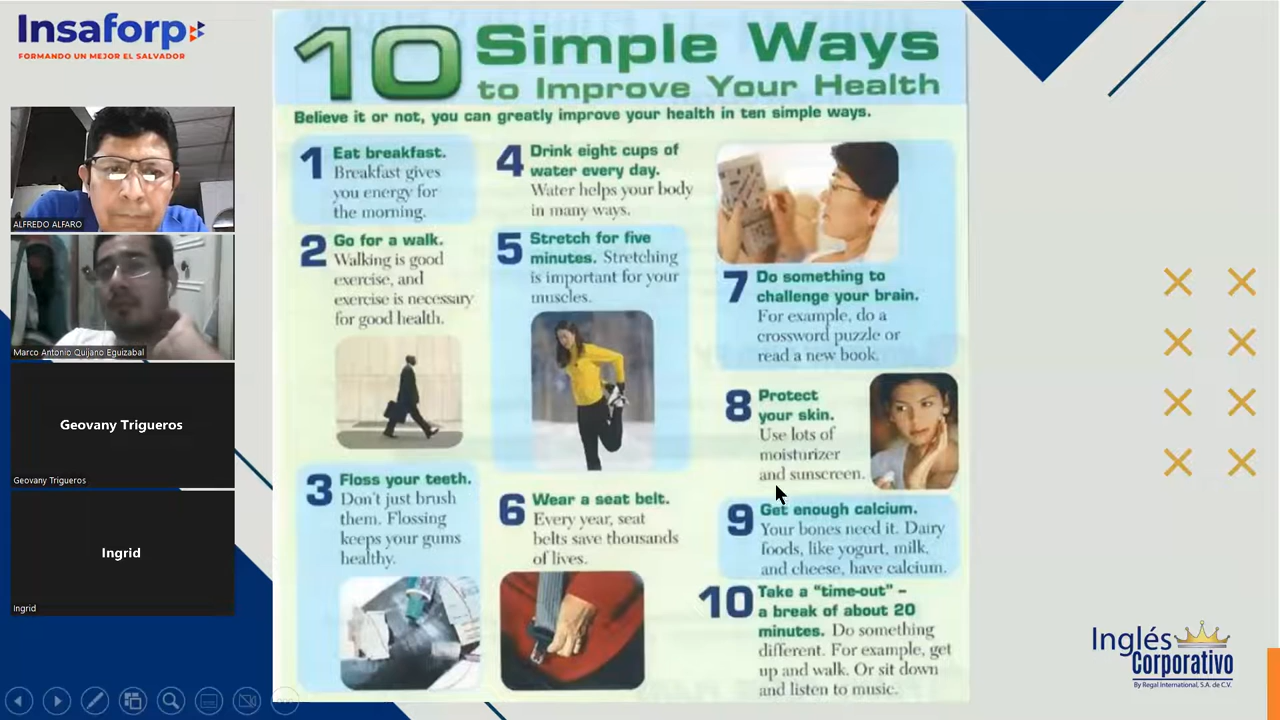 Insaforp
FORMANDO UN MEJOR EL SALVADOR
ALFREDO ALFARO
Marco Antonio Quijano Eguizabal
Geovany Trigueros
Geovany Trigueros
Ingrid
Ingrid
10 Simple Ways
to Improve Your Health
Believe it or not, you can greatly improve your health in ten simple ways.
1 Eat breakfast.
Breakfast gives
you energy for
the morning.
2 Go for a walk.
Walking is good
exercise, and
exercise is necessary
for good health.
3 Floss your teeth.
Don't just brush
them. Flossing
keeps your gums
healthy.
4 Drink eight cups of
water every day.
Water helps your body
in many ways.
5 Stretch for five
minutes. Stretching
is important for your
muscles.
6 Wear a seat belt.
Every year, seat
belts save thousands
of lives.
7 Do something to
challenge your brain.
For example, do a
crossword puzzle or
read a new book.
8 Protect
your skin.
Use lots of
moisturizer
and sunscreen.
9 Get enough calcium.
Your bones need it. Dairy
foods, like yogurt, milk,
and cheese, have calcium.
10 Take a “time-out” –
a break of about 20
minutes. Do something
different. For example, get
up and walk. Or sit down
and listen to music.
Inglés
Corporativo
By Regal International, S.A. de C.V.